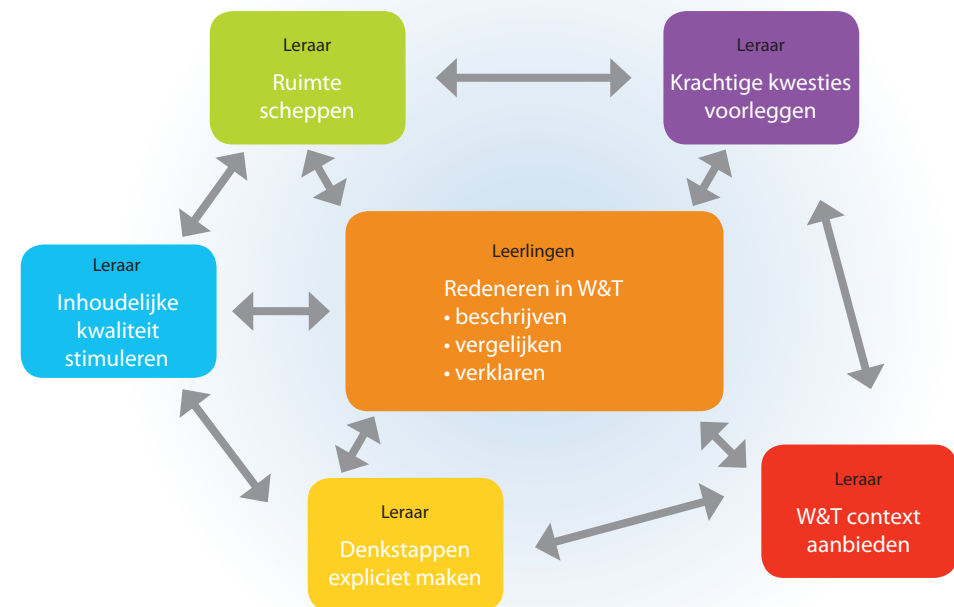 Leraar
Ruimte
scheppen
Leraar
Krachtige kwesties
voorleggen
Leraar
Inhoudelijke
kwaliteit
stimuleren
Leerlingen
Redeneren in W&T
• beschrijven
• vergelijken
• verklaren
Leraar
Denkstappen
expliciet maken
Leraar
W&T context
aanbieden